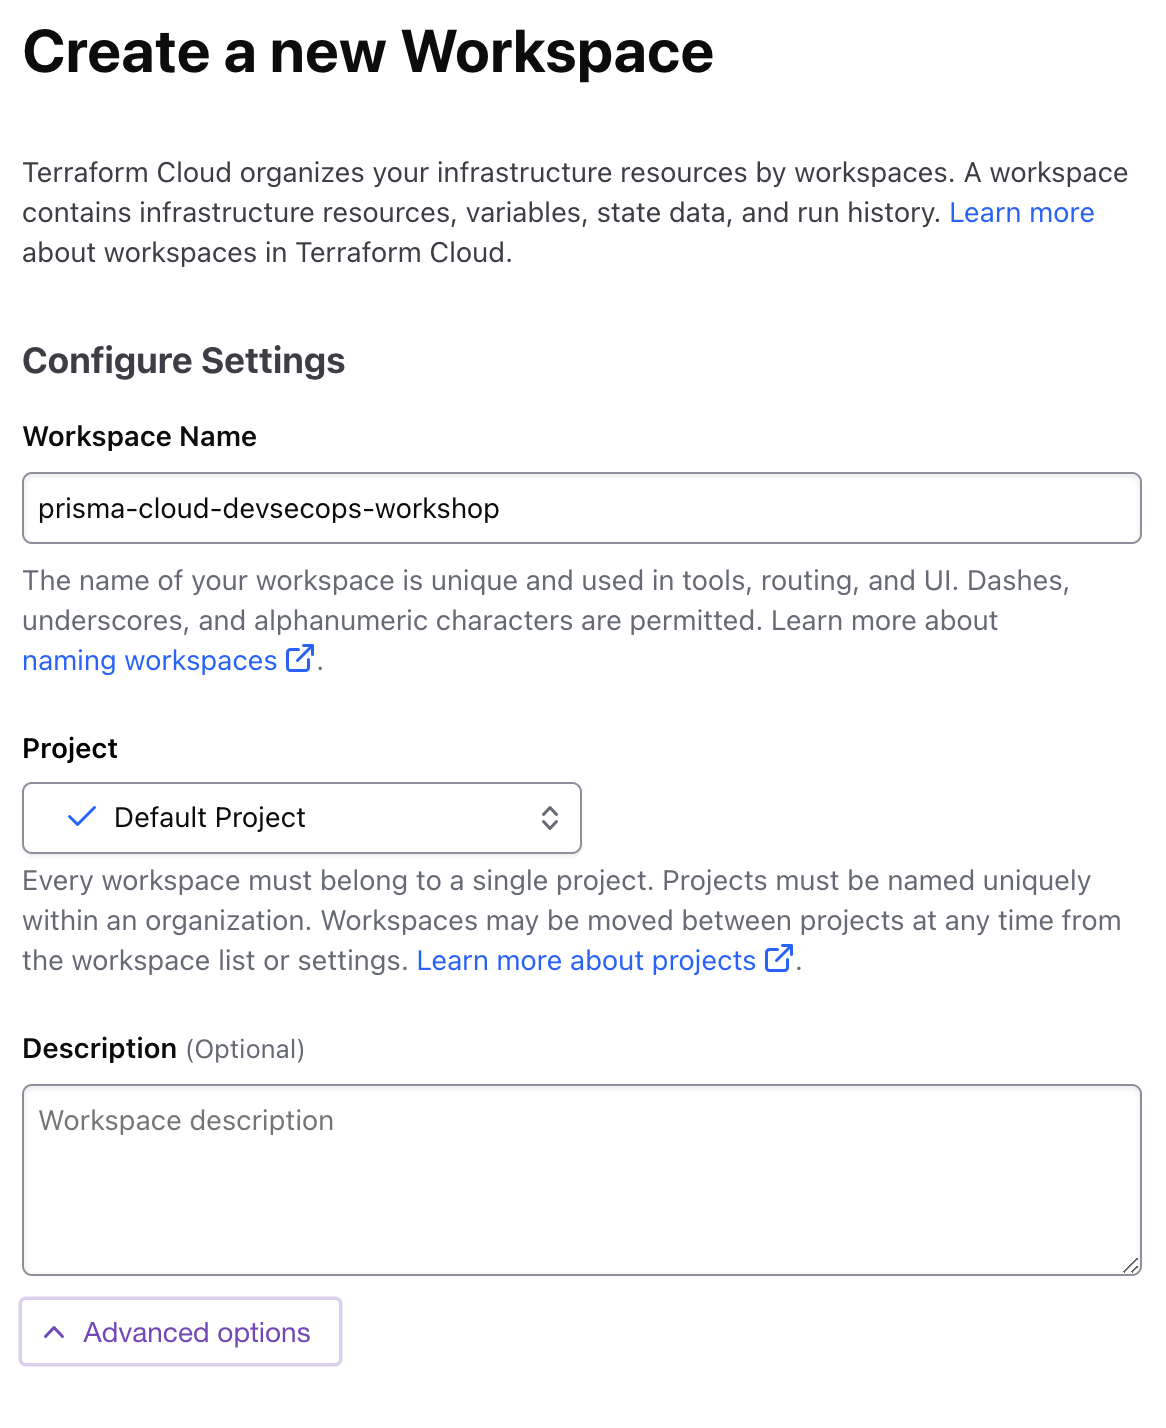 Create a new Workspace
Terraform Cloud organizes your infrastructure resources by workspaces. A workspace
contains infrastructure resources, variables, state data, and run history. Learn more
about workspaces in Terraform Cloud.
Configure Settings
Workspace Name
prisma-cloud-devsecops-workshop
The name of your workspace is unique and used in tools, routing, and UI. Dashes,
underscores, and alphanumeric characters are permitted. Learn more about
naming workspaces.
Project
Default Project
Every workspace must belong to a single project. Projects must be named uniquely
within an organization. Workspaces may be moved between projects at any time from
the workspace list or settings. Learn more about projects.
Description (Optional)
Workspace description
Advanced options